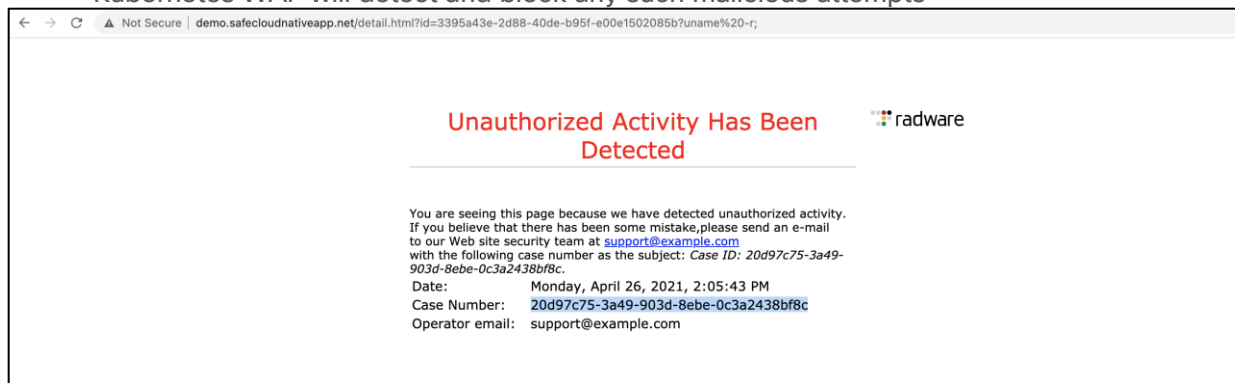 Kubernetes WAF will detect and block any such malicious attempts
Not Secure | demo.safecloudnativeapp.net/detail.html?id=3395a43e-2d88-40de-b95f-e00e1502085b?uname%20-r;
Unauthorized Activity Has Been
Detected
radware
You are seeing this page because we have detected unauthorized activity.
If you believe that there has been some mistake,please send an e-mail
to our Web site security team at support@example.com
with the following case number as the subject: Case ID: 20d97c75-3a49-
903d-8ebe-0c3a2438bf8c.
Date: Monday, April 26, 2021, 2:05:43 PM
Case Number: 20d97c75-3a49-903d-8ebe-0c3a2438bf8c
Operator email: support@example.com